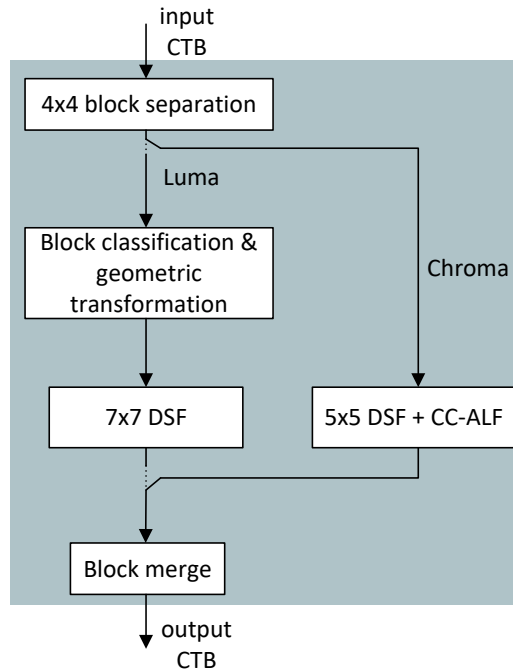 input
CTB
4x4 block separation
Luma
Block classification &
geometric
transformation
Chroma
7x7 DSF
5x5 DSF + CC-ALF
Block merge
output
CTB